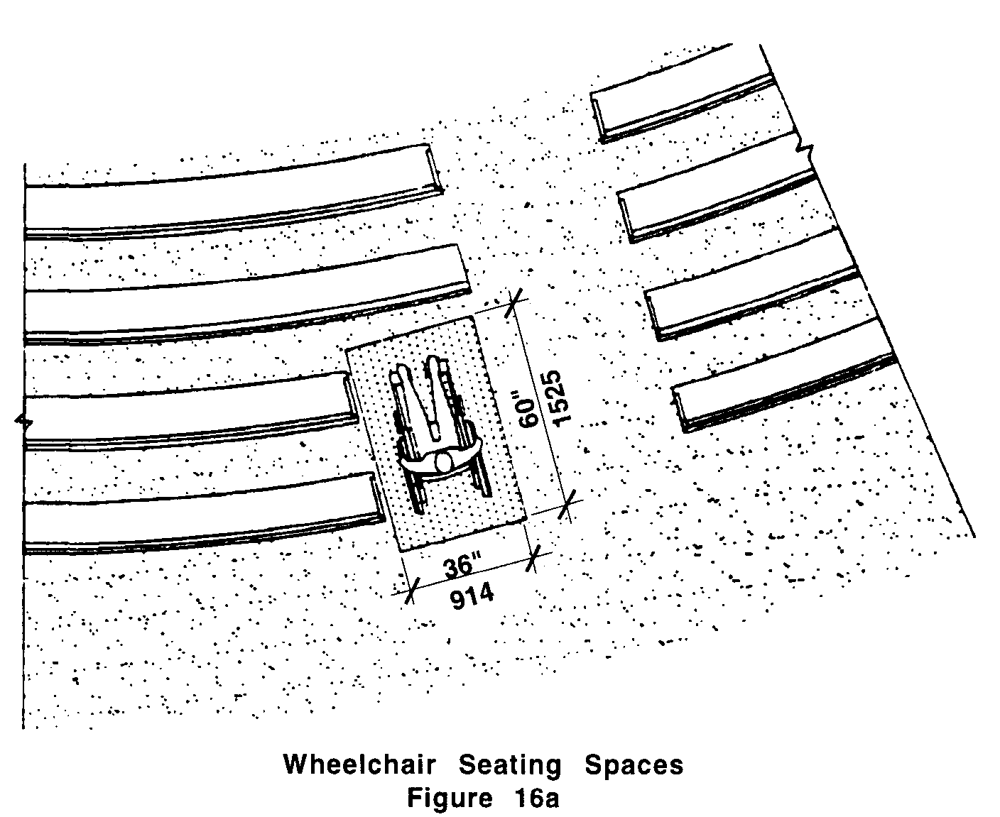 60"
1525
36"
914
Wheelchair Seating Spaces
Figure 16a